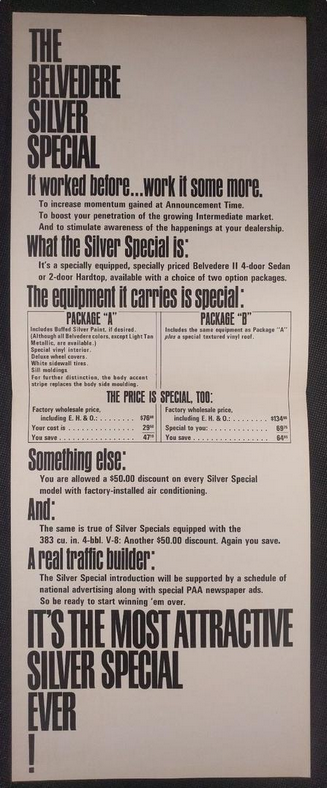 THE
BELVEDERE
SILVER
SPECIAL
It worked before...work it some more.
To increase momentum gained at Announcement Time.
To boost your penetration of the growing Intermediate market.
And to stimulate awareness of the happenings at your dealership.
What the Silver Special is:
It's a specially equipped, specially priced Belvedere II 4-door Sedan
or 2-door Hardtop, available with a choice of two option packages.
The equipment it carries is special:
PACKAGE "A"
Includes Buffed Silver Paint, if desired.
(Although all Belvedere colors, except Light Tan
Metallic, are available.)
Special vinyl interior.
Deluxe wheel covers.
White sidewall tires.
Sill moldings
For further distinction, the body accent
stripe replaces the body side moulding.
PACKAGE "B"
Includes the same equipment as Package "A"
plus a special textured vinyl roof.
THE PRICE IS SPECIAL, TOO:
Factory wholesale price,
including E. H. & O.: ........ $76
Your cost is ........ 29
You save ........ 47
Factory wholesale price,
including E. H. & O.: ........ $134
Special to you: ........ 69
You save ........ 64
Something else:
You are allowed a $50.00 discount on every Silver Special
model with factory-installed air conditioning.
And:
The same is true of Silver Specials equipped with the
383 cu. in. 4-bbl. V-8: Another $50.00 discount. Again you save.
A real traffic builder:
The Silver Special introduction will be supported by a schedule of
national advertising along with special PAA newspaper ads.
So be ready to start winning 'em over.
IT'S THE MOST ATTRACTIVE
SILVER SPECIAL
EVER
!